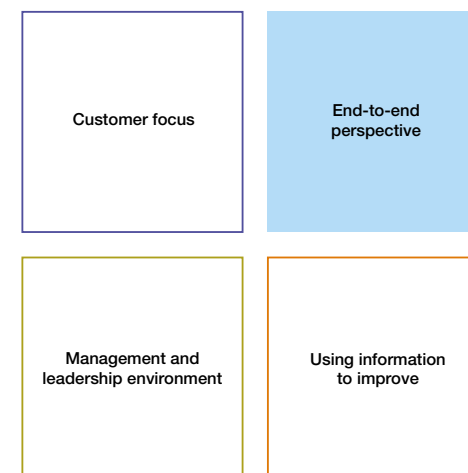 Customer focus
End-to-end
perspective
Management and
leadership environment
Using information
to improve